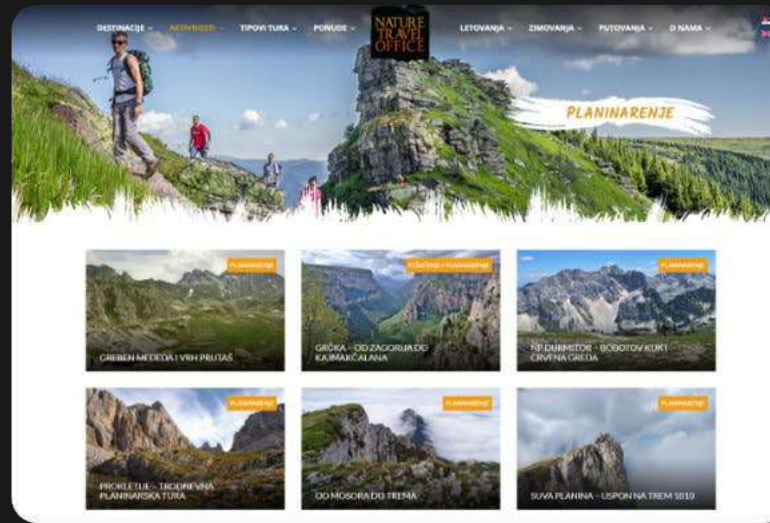 DESTINACIJE
AKTIVNOSTI
TIPOVI TURA
PONUDE
NATURE
TRAVEL
OFFICE
LETOVANJA
ZIMOVANJA
PUTOVANJA
O NAMA
PLANINARENJE
PLANINARENJE
GREBEN MEĐEDA I VRH PRUTAŠ
PEŠAČENJE I PLANINARENJE
GRČKA – OD ZAGORIJA DO
KAJMAKČALANA
PLANINARENJE
NP DURMITOR – BOBOTOV KUK I
CRVENA GREDA
PLANINARENJE
PROKLETIJE – TRODNEVNA
PLANINARSKA TURA
PLANINARENJE
OD MOSORA DO TREMA
PLANINARENJE
SUVA PLANINA – USPON NA TREM 1810